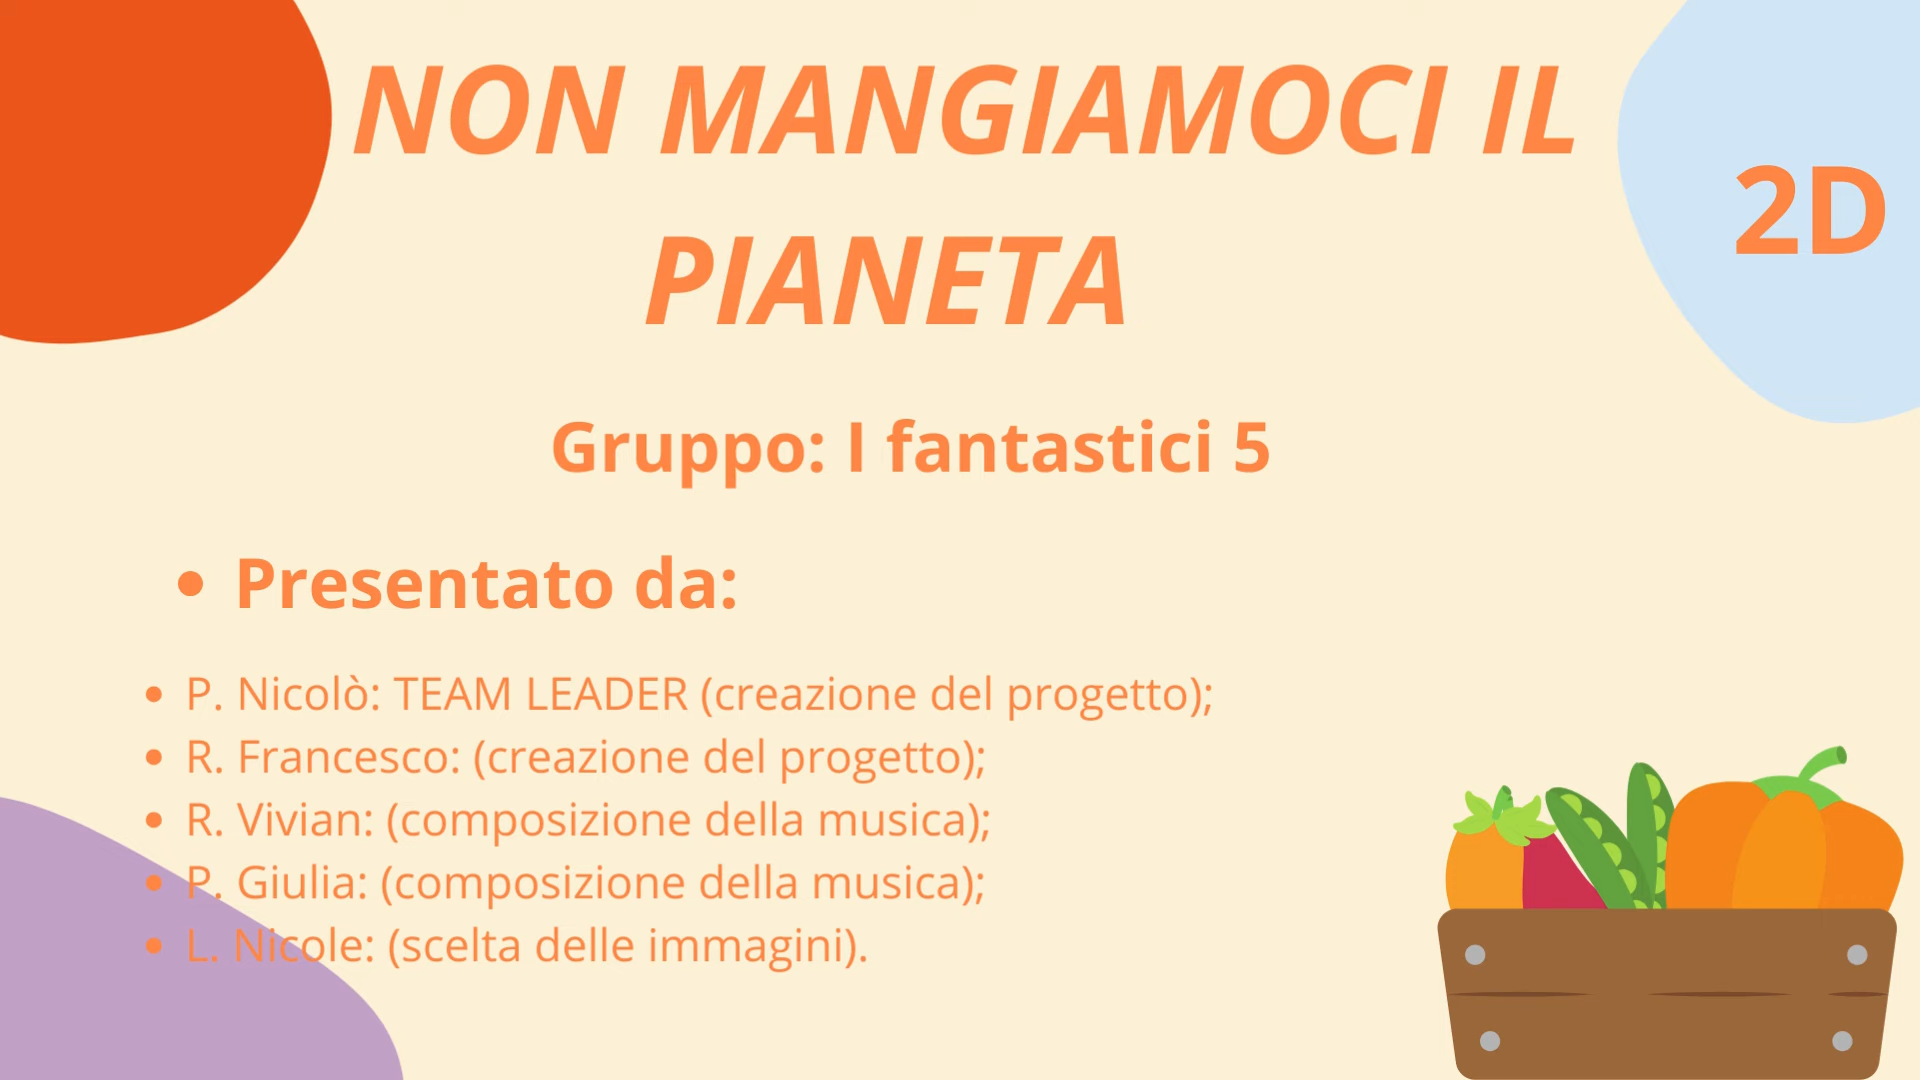 NON MANGIAMOCI IL
PIANETA
2D
Gruppo: I fantastici 5
• Presentato da:
• P. Nicolò: TEAM LEADER (creazione del progetto);
• R. Francesco: (creazione del progetto);
• R. Vivian: (composizione della musica);
• P. Giulia: (composizione della musica);
• L. Nicole: (scelta delle immagini).